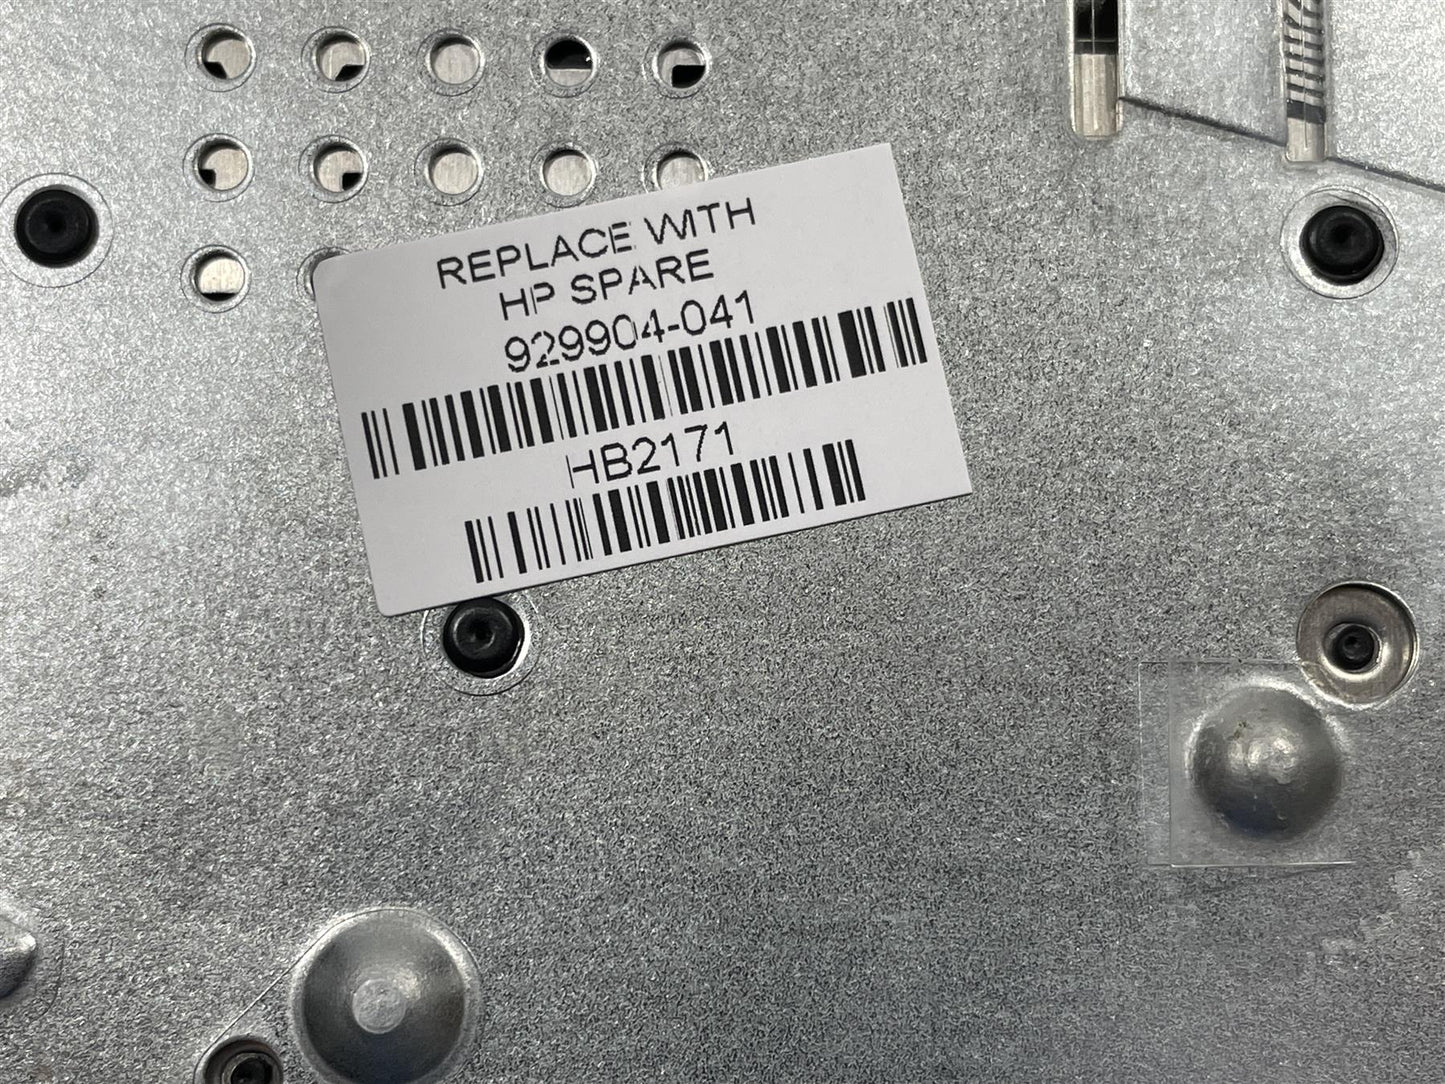 REPLACE WITH
HP SPARE
929904-041
HB2171